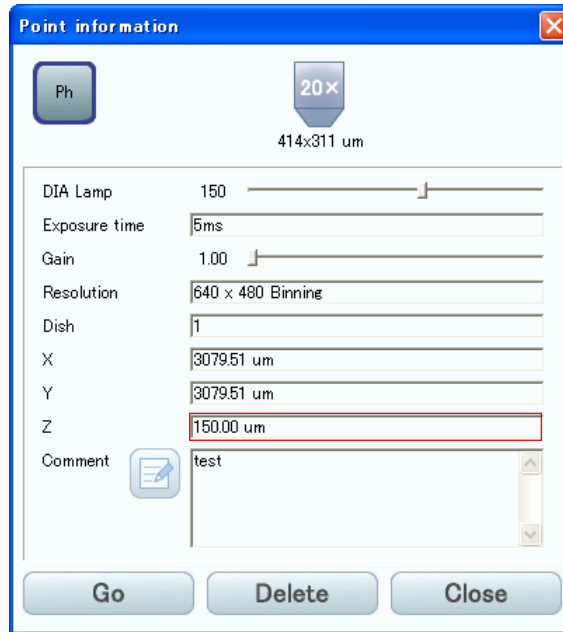 Point information
Ph
20×
414x311 um
DIA Lamp 150
Exposure time 5ms
Gain 1.00
Resolution 640 x 480 Binning
Dish 1
X 3079.51 um
Y 3079.51 um
Z 150.00 um
Comment test
Go Delete Close